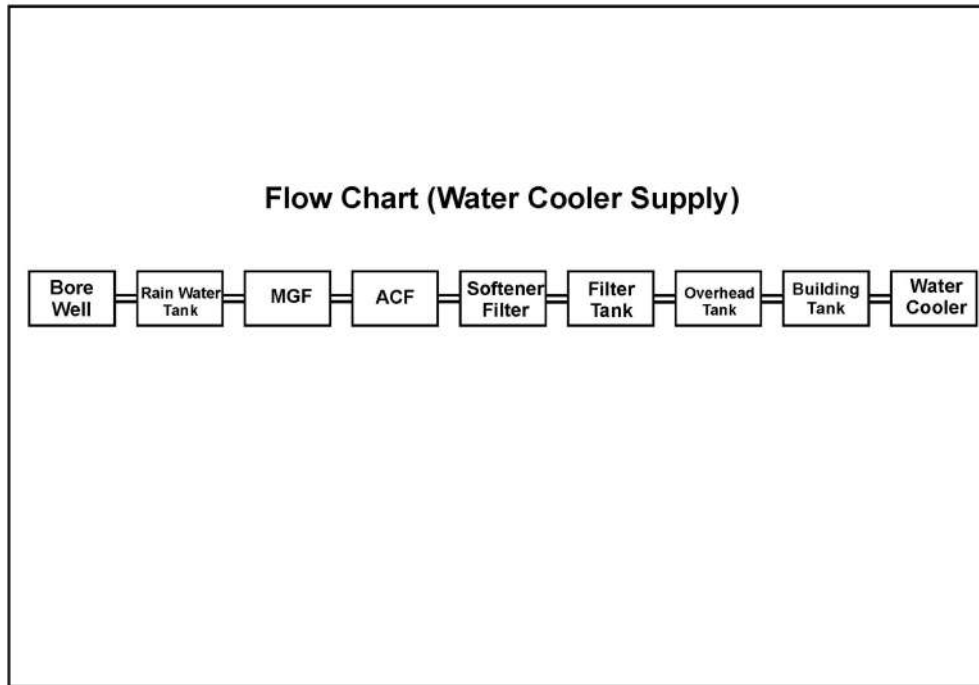 Flow Chart (Water Cooler Supply)
Bore
Well
Rain Water
Tank
MGF
ACF
Softener
Filter
Filter
Tank
Overhead
Tank
Building
Tank
Water
Cooler